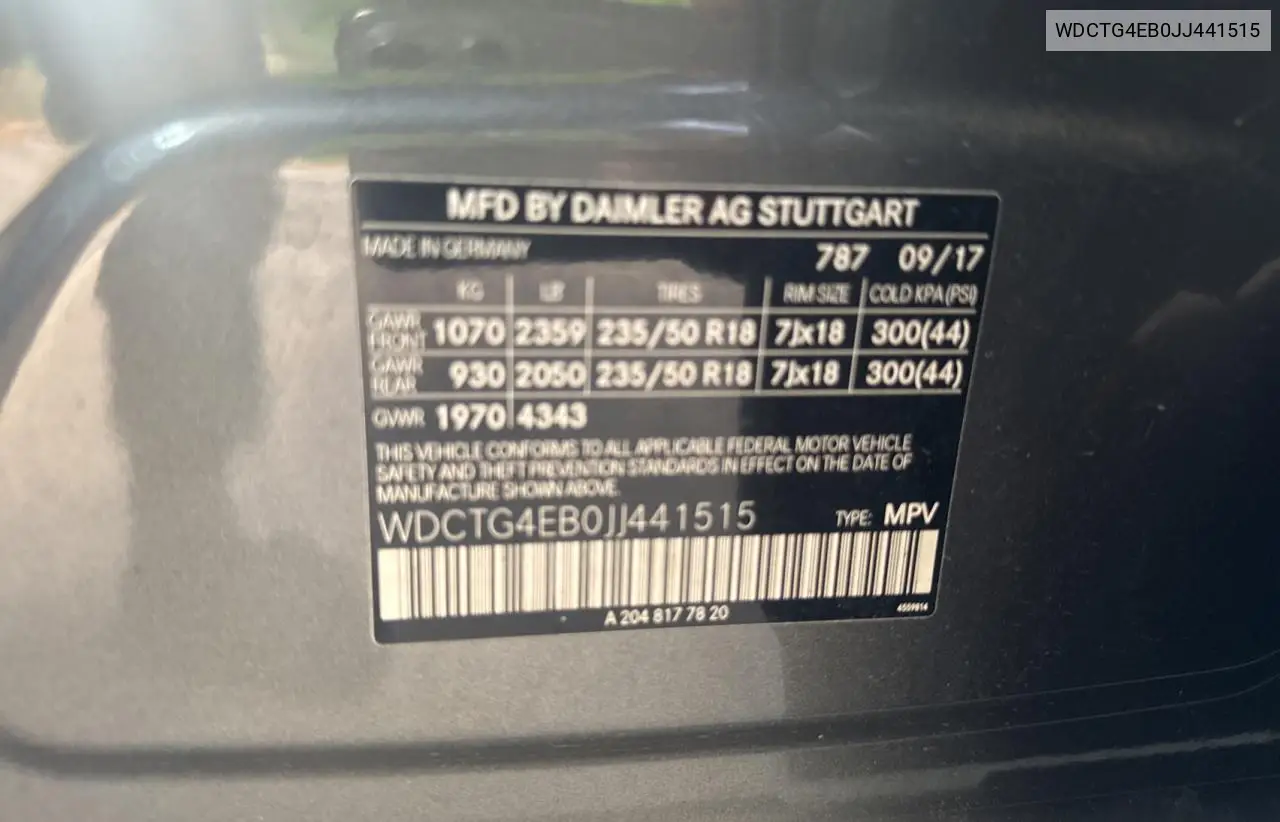 WDCTG4EB0JJ441515
MFD BY DAIMLER AG STUTTGART
MADE IN GERMANY 787 09/17
KG LB TIRES RIM SIZE COLD KPA(PSI)
GAWR FRONT 1070 2359 235/50 R18 7Jx18 300(44)
GAWR REAR 930 2050 235/50 R18 7Jx18 300(44)
GVWR 1970 4343
THIS VEHICLE CONFORMS TO ALL APPLICABLE FEDERAL MOTOR VEHICLE
SAFETY AND THEFT PREVENTION STANDARDS IN EFFECT ON THE DATE OF
MANUFACTURE SHOWN ABOVE.
WDCTG4EB0JJ441515 TYPE: MPV
A 204 817 78 20